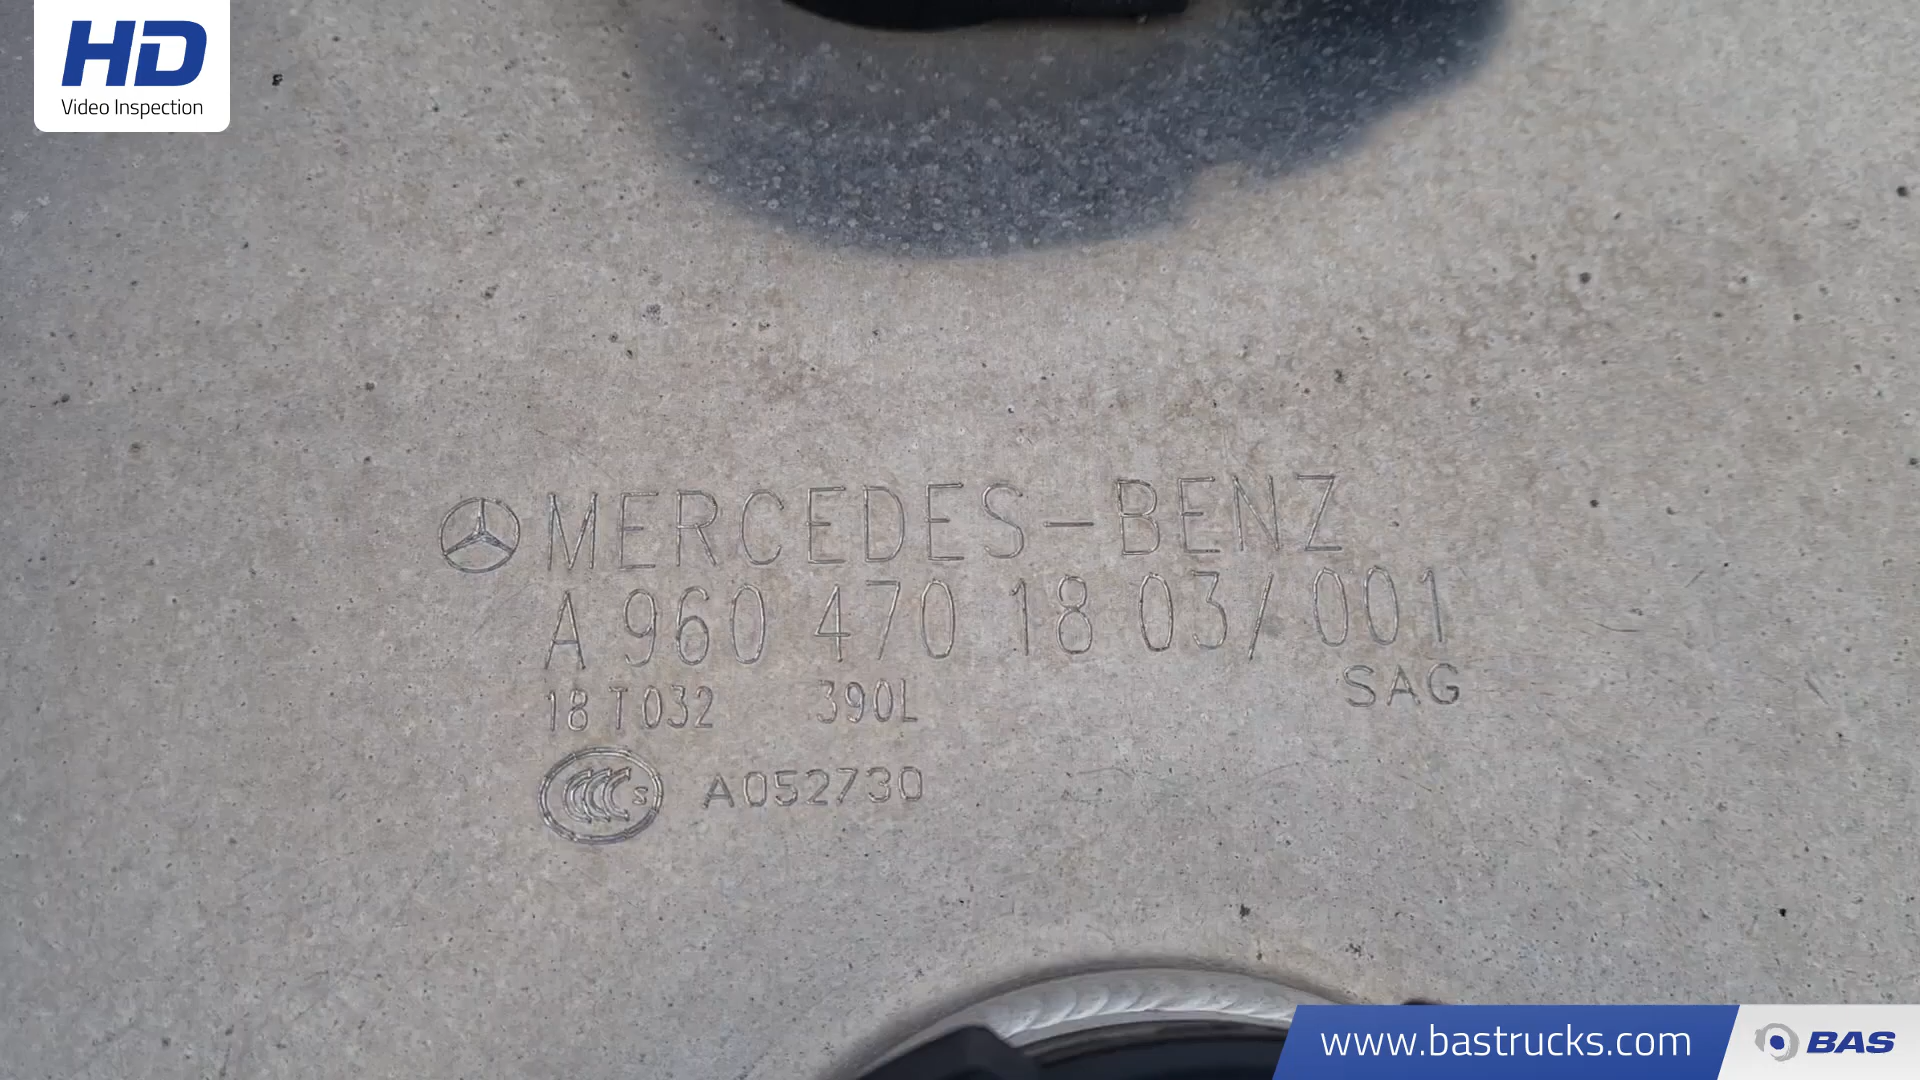 HD
Video Inspection
MERCEDES-BENZ
A 960 470 18 03/001
18 T032 390L SAG
CCC S A052730
www.bastrucks.com BAS